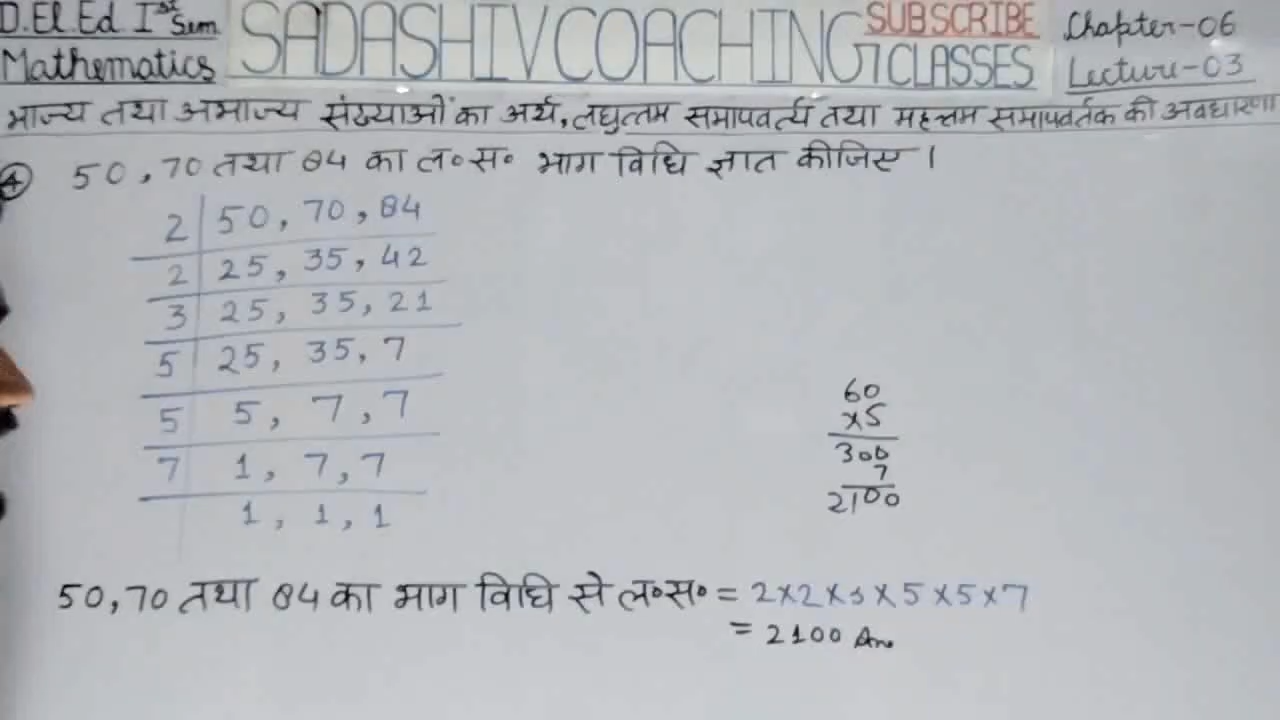 D.El.Ed. Ist Sem
Mathematics
SADASHIV COACHING CLASSES
SUBSCRIBE
Chapter-06
Lecture-03
भाज्य तथा अभाज्य संख्याओं का अर्थ, लघुत्तम समापवर्त्य तथा महत्तम समापवर्तक की अवधारणा
④ 50, 70 तथा 84 का ल॰स॰ भाग विधि ज्ञात कीजिए।
2 | 50, 70, 84
2 | 25, 35, 42
3 | 25, 35, 21
5 | 25, 35, 7
5 | 5, 7, 7
7 | 1, 7, 7
1, 1, 1
60
×5
300
7
2100
50, 70 तथा 84 का भाग विधि से ल॰स॰ = 2×2×3×5×5×7
= 2100 Ans